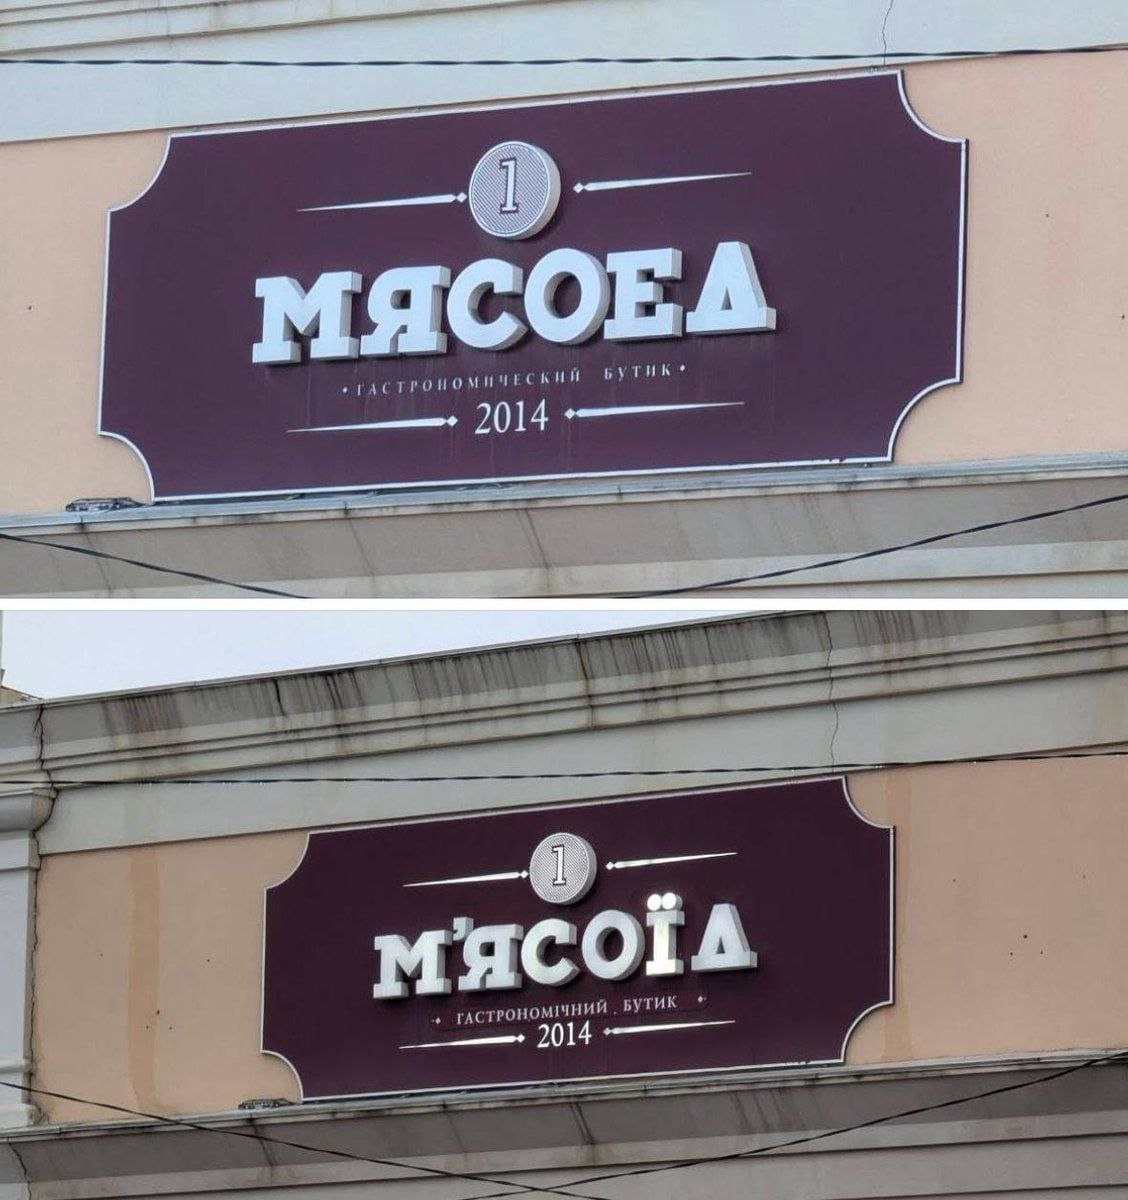 1
МЯСОЕД
•ГАСТРОНОМИЧЕСКИЙ БУТИК•
2014
1
М'ЯСОЇД
ГАСТРОНОМІЧНИЙ БУТИК
2014